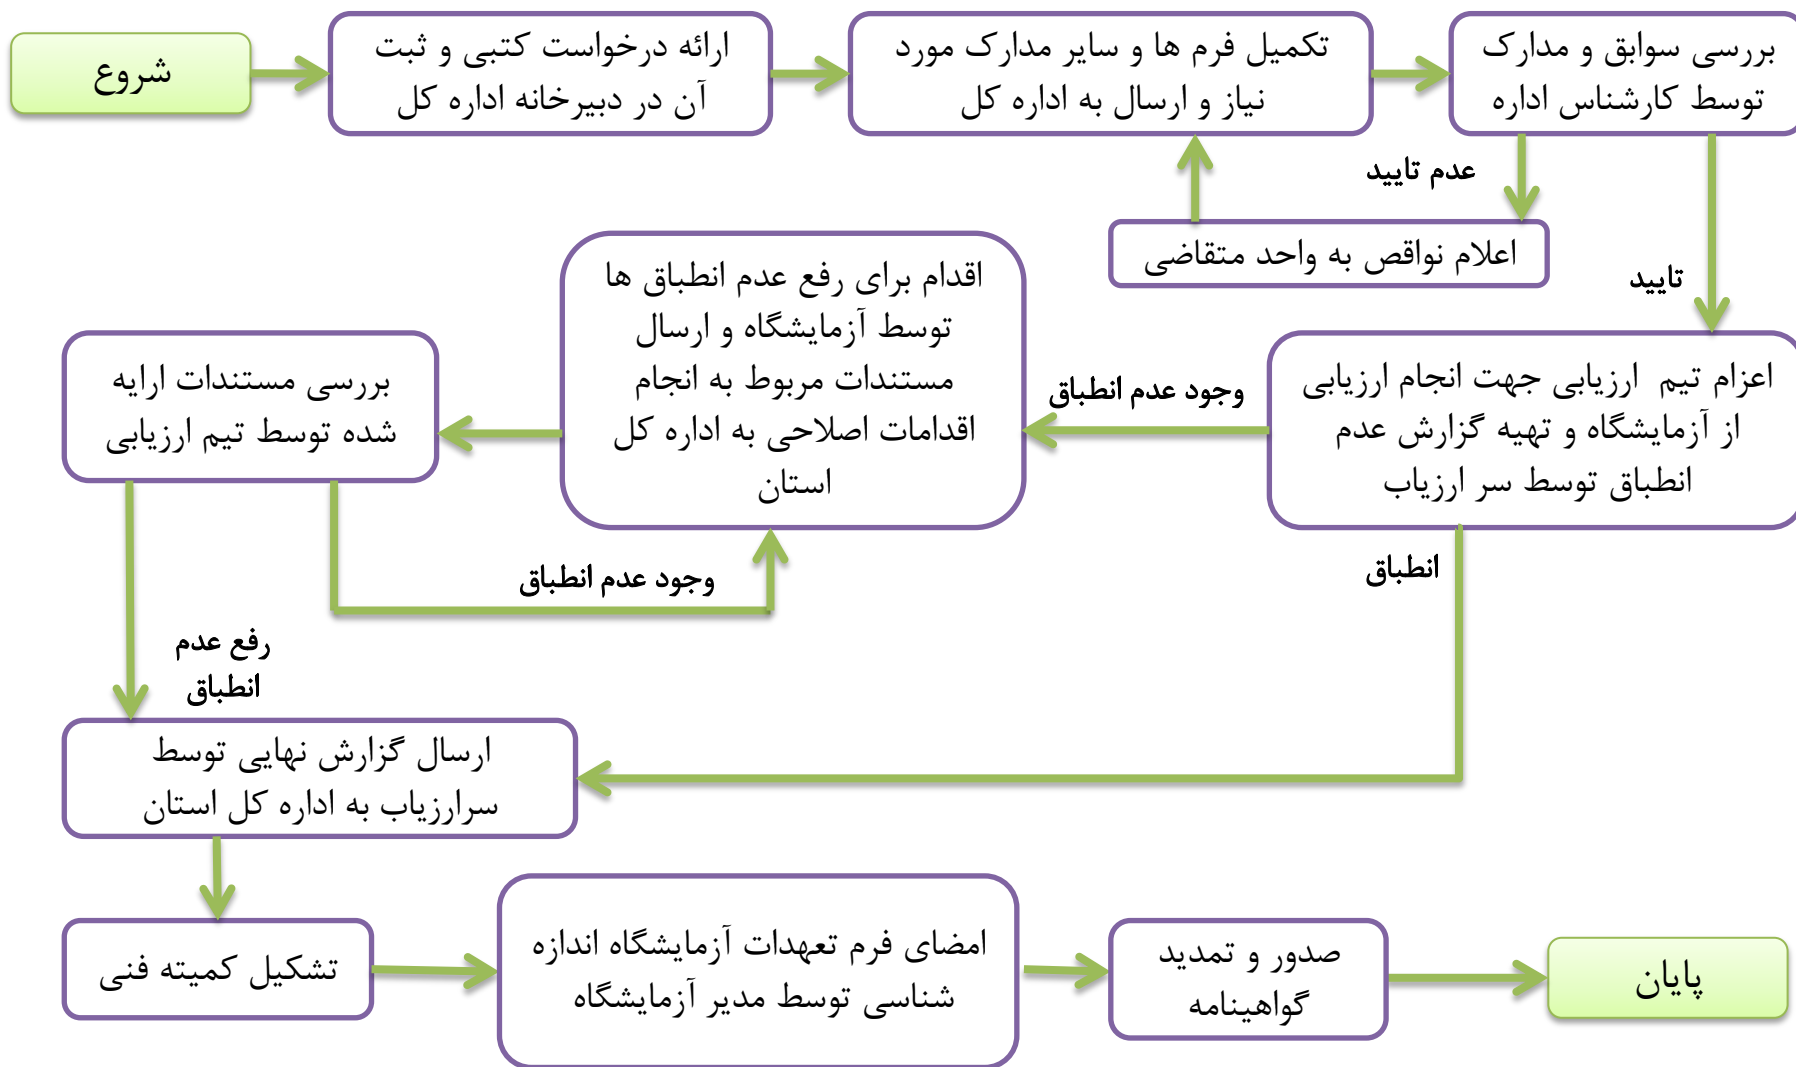 شروع
ارائه درخواست کتبی و ثبت
آن در دبیرخانه اداره کل
تکمیل فرم ها و سایر مدارک مورد
نیاز و ارسال به اداره کل
بررسی سوابق و مدارک
توسط کارشناس اداره
عدم تایید
اعلام نواقص به واحد متقاضی
تایید
اعزام تیم ارزیابی جهت انجام ارزیابی
از آزمایشگاه و تهیه گزارش عدم
انطباق توسط سر ارزیاب
وجود عدم انطباق
اقدام برای رفع عدم انطباق ها
توسط آزمایشگاه و ارسال
مستندات مربوط به انجام
اقدامات اصلاحی به اداره کل
استان
بررسی مستندات ارایه
شده توسط تیم ارزیابی
وجود عدم انطباق
انطباق
رفع عدم
انطباق
ارسال گزارش نهایی توسط
سرارزیاب به اداره کل استان
تشکیل کمیته فنی
امضای فرم تعهدات آزمایشگاه اندازه
شناسی توسط مدیر آزمایشگاه
صدور و تمدید
گواهینامه
پایان